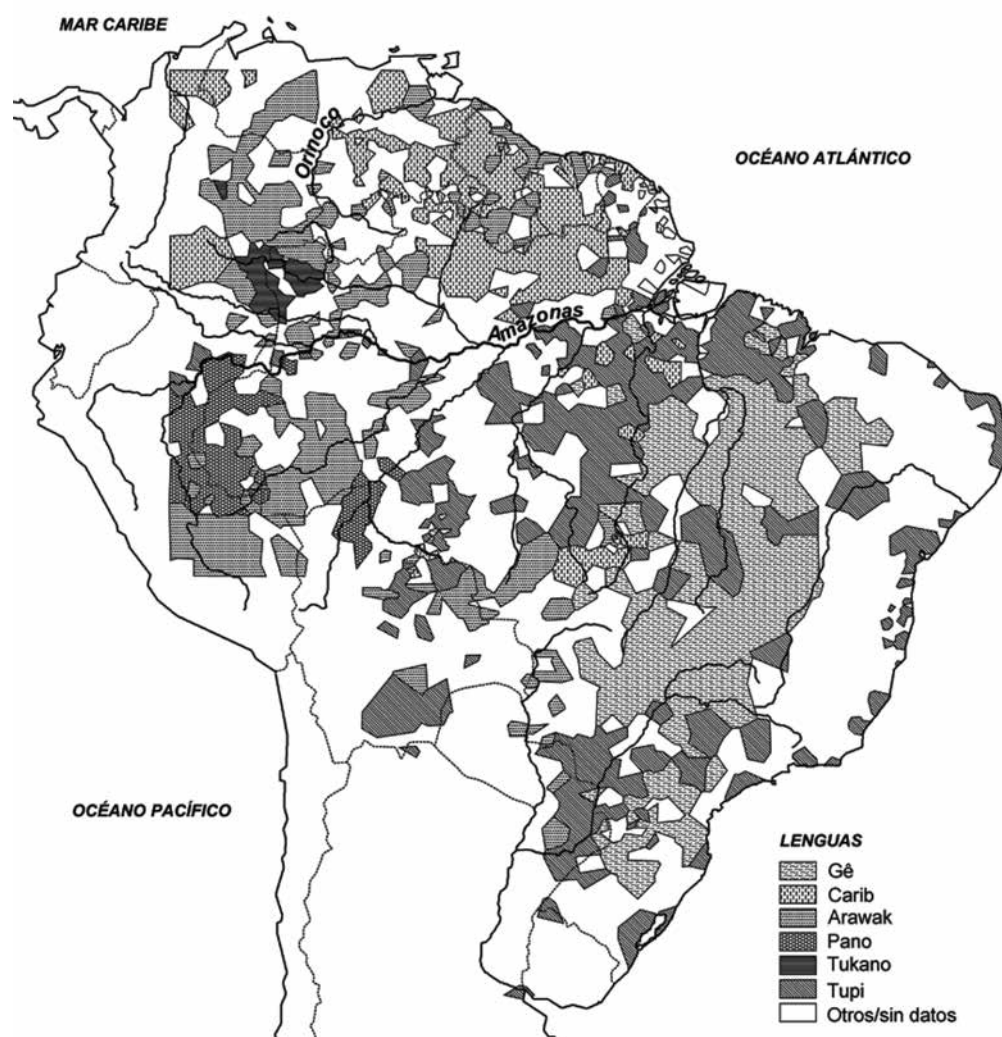 MAR CARIBE
Orinoco
OCÉANO ATLÁNTICO
Amazonas
OCÉANO PACÍFICO
LENGUAS
Gê
Carib
Arawak
Pano
Tukano
Tupi
Otros/sin datos